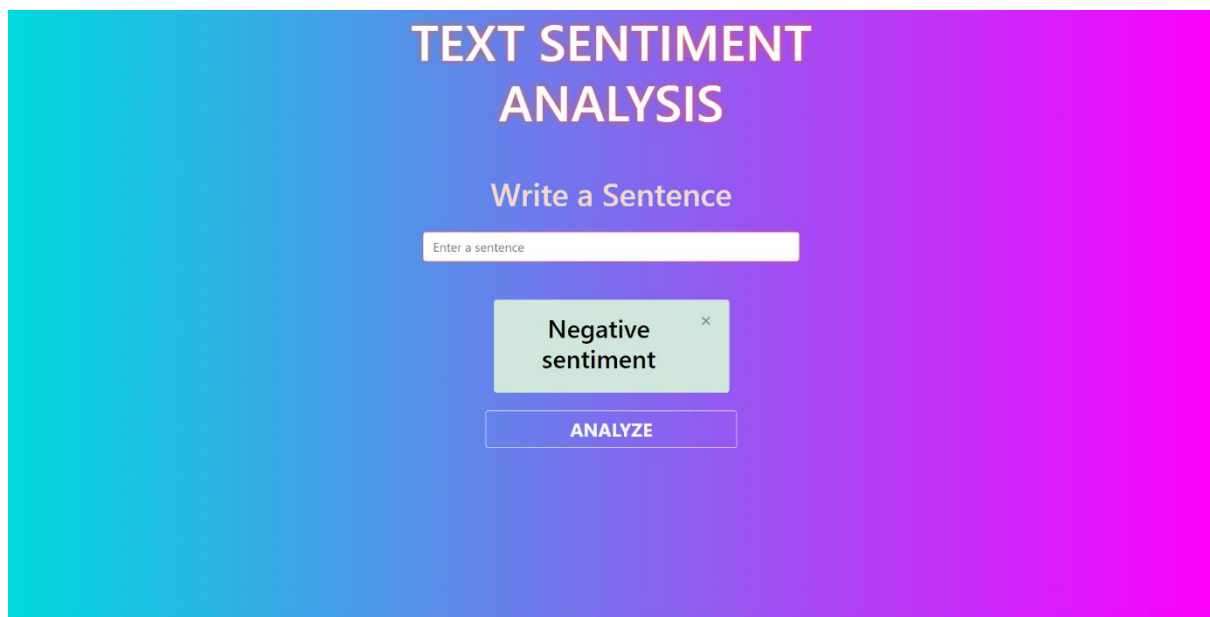 TEXT SENTIMENT
ANALYSIS
Write a Sentence
Enter a sentence
Negative
sentiment
×
ANALYZE